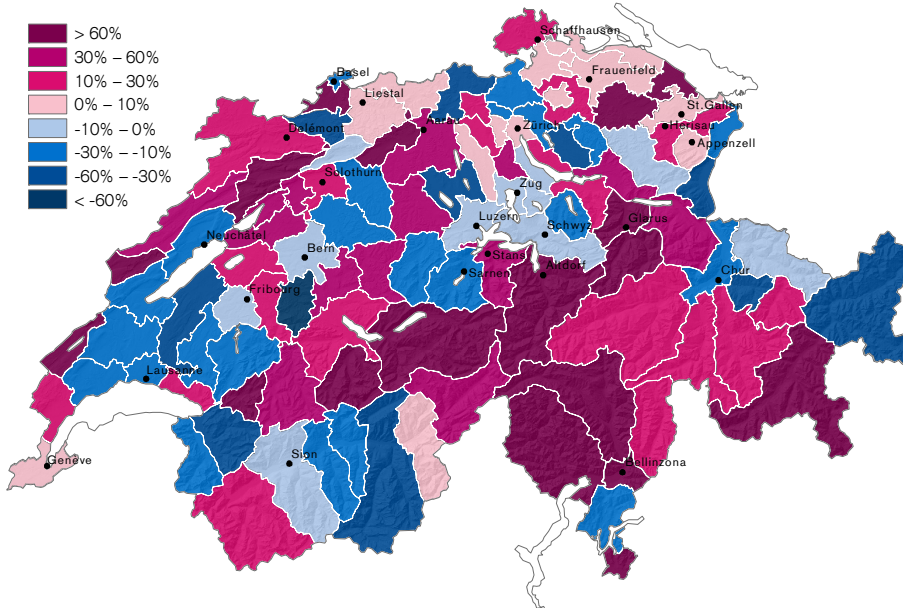 > 60%
30% – 60%
10% – 30%
0% – 10%
-10% – 0%
-30% – -10%
-60% – -30%
< -60%
Schaffhausen
Basel
Frauenfeld
Liestal
St.Gallen
Aarau
Zürich
Herisau
Delémont
Appenzell
Solothurn
Zug
Luzern
Glarus
Schwyz
Neuchâtel
Bern
Stans
Sarnen
Altdorf
Chur
Fribourg
Lausanne
Genève
Sion
Bellinzona